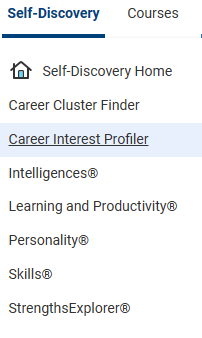 Self-Discovery Courses
Self-Discovery Home
Career Cluster Finder
Career Interest Profiler
Intelligences®
Learning and Productivity®
Personality®
Skills®
StrengthsExplorer®